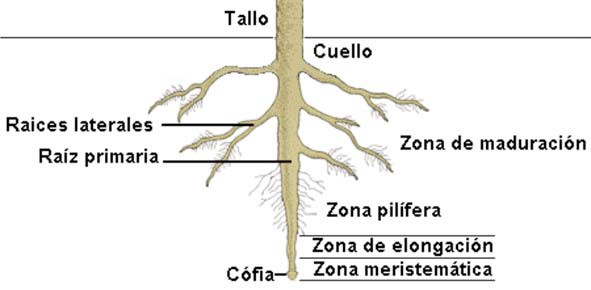 Tallo
Cuello
Raices laterales
Zona de maduración
Raíz primaria
Zona pilífera
Zona de elongación
Cófia
Zona meristemática